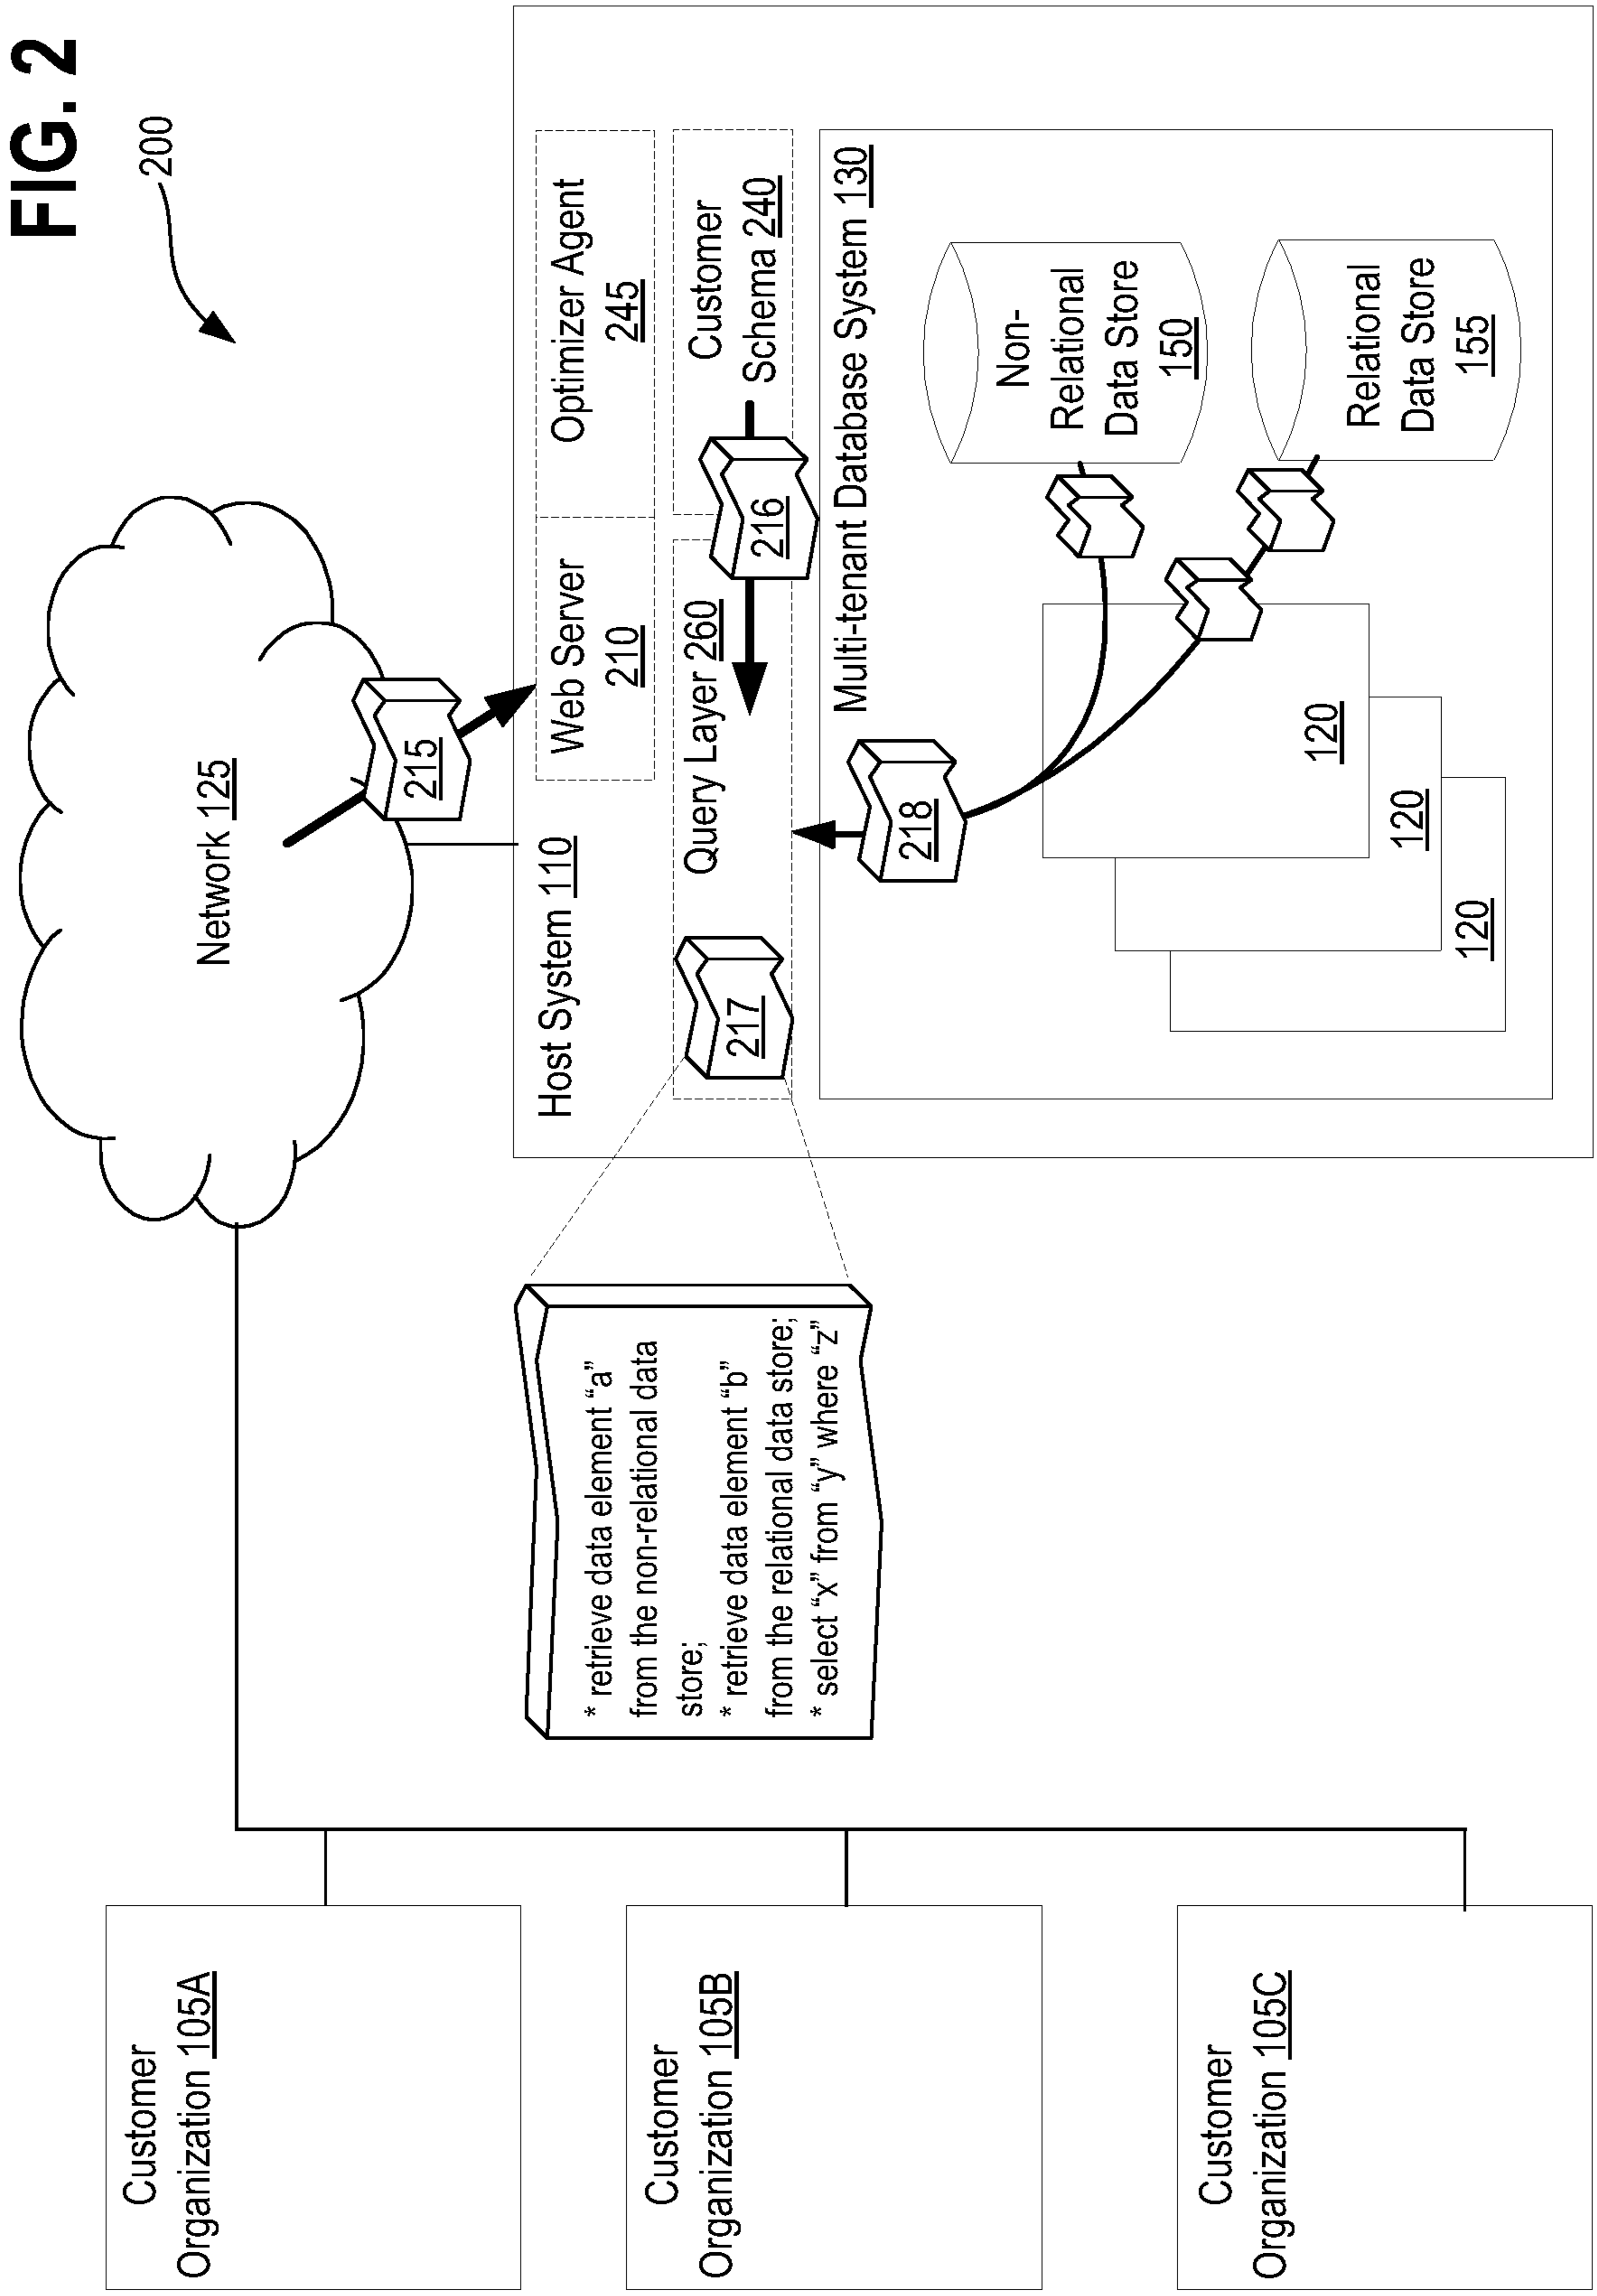 FIG. 2
200
Customer
Organization 105A
Customer
Organization 105B
Customer
Organization 105C
Network 125
215
Host System 110
Web Server
210
Optimizer Agent
245
Query Layer 260
217
216
Customer
Schema 240
* retrieve data element “a”
from the non-relational data
store;
* retrieve data element “b”
from the relational data store;
* select “x” from “y” where “z”
Multi-tenant Database System 130
218
120
120
120
Non-
Relational
Data Store
150
Relational
Data Store
155